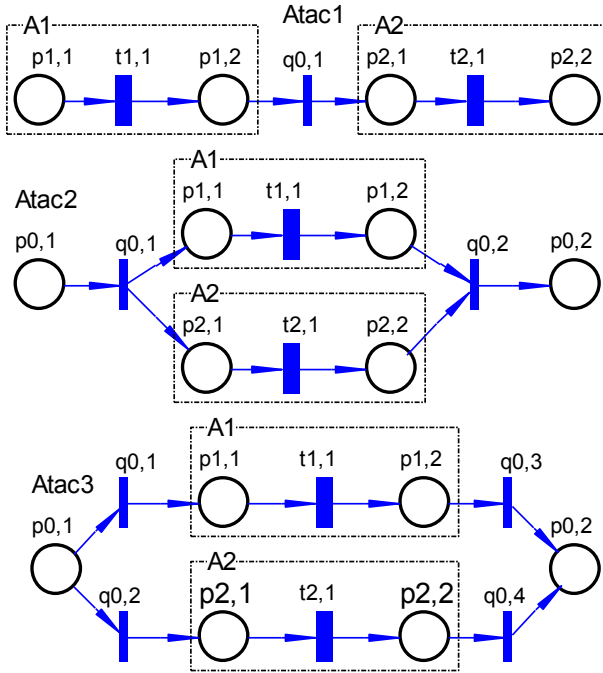 A1 Atac1 A2
p1,1 t1,1 p1,2 q0,1 p2,1 t2,1 p2,2
A1
Atac2 p1,1 t1,1 p1,2
p0,1 q0,1 q0,2 p0,2
A2
p2,1 t2,1 p2,2
A1
q0,1 p1,1 t1,1 p1,2 q0,3
Atac3
p0,1 p0,2
A2
q0,2 p2,1 t2,1 p2,2 q0,4